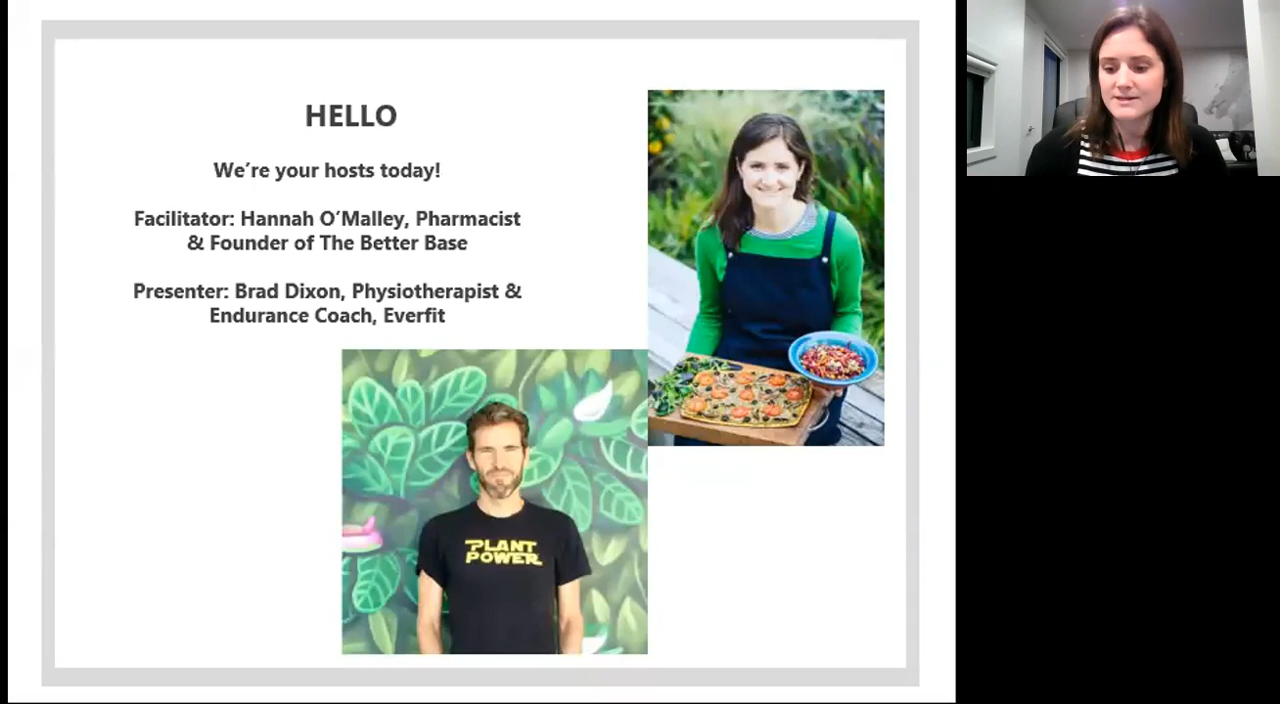 HELLO
We're your hosts today!
Facilitator: Hannah O'Malley, Pharmacist
& Founder of The Better Base
Presenter: Brad Dixon, Physiotherapist &
Endurance Coach, Everfit
PLANT
POWER